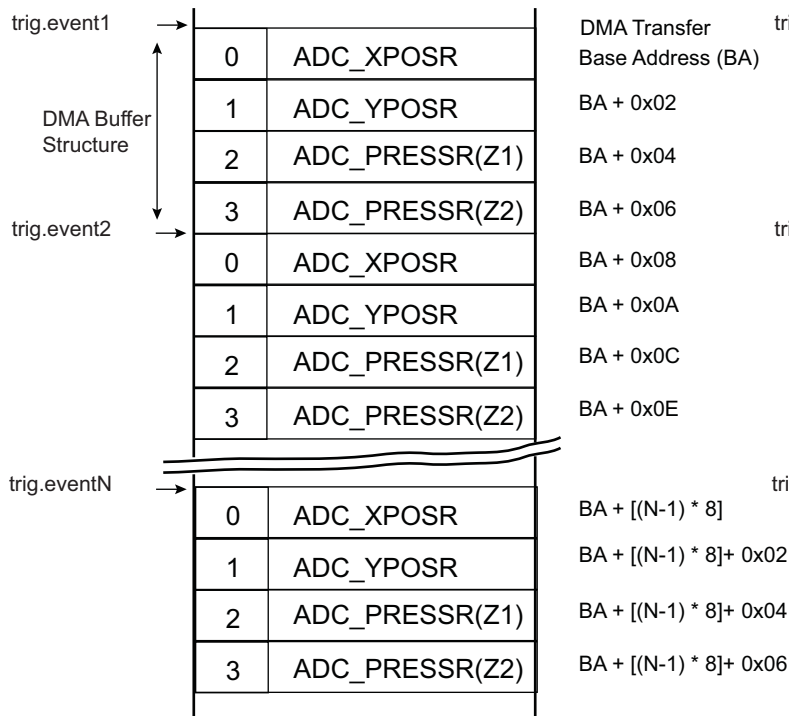 trig.event1
DMA Transfer
tri
0 ADC_XPOSR Base Address (BA)
DMA Buffer
Structure
1 ADC_YPOSR BA + 0x02
2 ADC_PRESSR(Z1) BA + 0x04
3 ADC_PRESSR(Z2) BA + 0x06
trig.event2
tri
0 ADC_XPOSR BA + 0x08
1 ADC_YPOSR BA + 0x0A
2 ADC_PRESSR(Z1) BA + 0x0C
3 ADC_PRESSR(Z2) BA + 0x0E
trig.eventN
tri
0 ADC_XPOSR BA + [(N-1) * 8]
1 ADC_YPOSR BA + [(N-1) * 8]+ 0x02
2 ADC_PRESSR(Z1) BA + [(N-1) * 8]+ 0x04
3 ADC_PRESSR(Z2) BA + [(N-1) * 8]+ 0x06